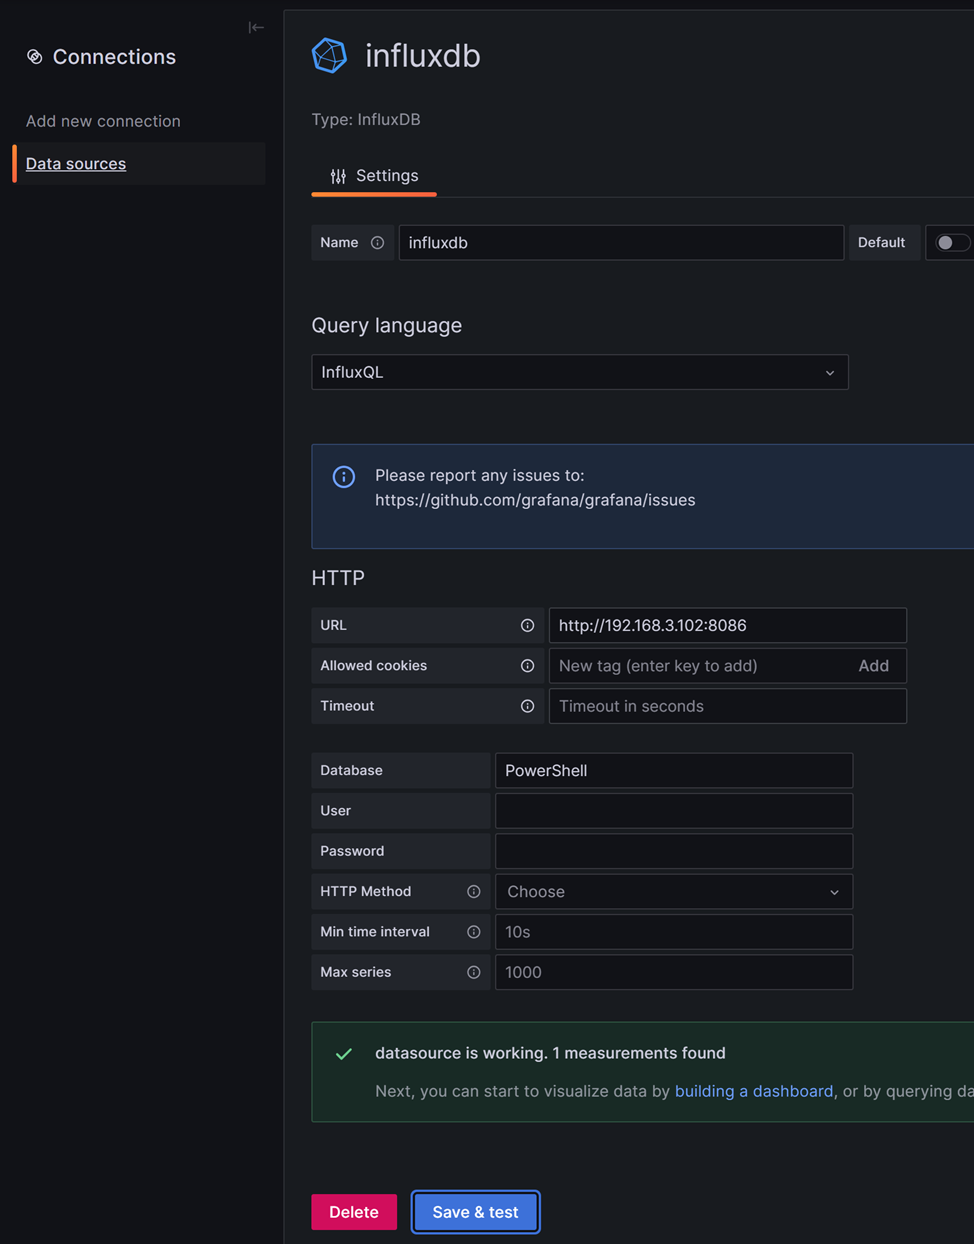 Connections
Add new connection
Data sources
influxdb
Type: InfluxDB
Settings
Name
influxdb
Default
Query language
InfluxQL
Please report any issues to:
https://github.com/grafana/grafana/issues
HTTP
URL
http://192.168.3.102:8086
Allowed cookies
New tag (enter key to add)
Add
Timeout
Timeout in seconds
Database
PowerShell
User
Password
HTTP Method
Choose
Min time interval
10s
Max series
1000
datasource is working. 1 measurements found
Next, you can start to visualize data by building a dashboard, or by querying da
Delete
Save & test